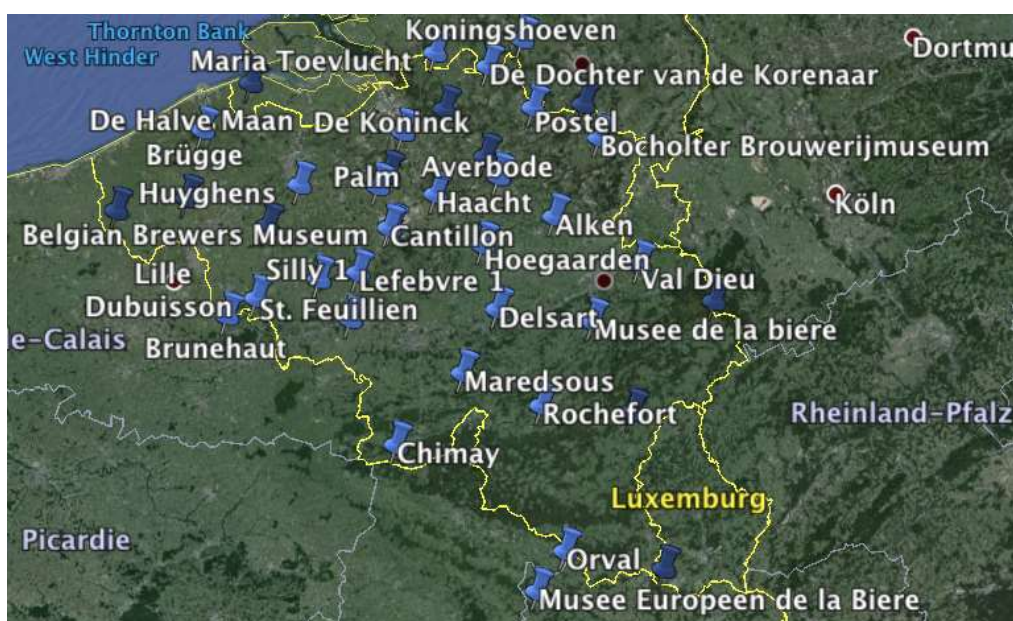 Thornton Bank
Koningshoeven
Dortmu
West Hinder
Maria Toevlucht
De Dochter van de Korenaar
De Halve Maan
De Koninck
Postel
Bocholter Brouwerijmuseum
Brügge
Averbode
Palm
Huyghens
Haacht
Köln
Alken
Belgian Brewers Museum
Cantillon
Hoegaarden
Lille
Silly 1
Lefebvre 1
Val Dieu
Dubuisson
St. Feuillien
Delsart
Musee de la biere
e-Calais
Brunehaut
Maredsous
Rochefort
Rheinland-Pfalz
Chimay
Luxemburg
Picardie
Orval
Musee Europeen de la Biere